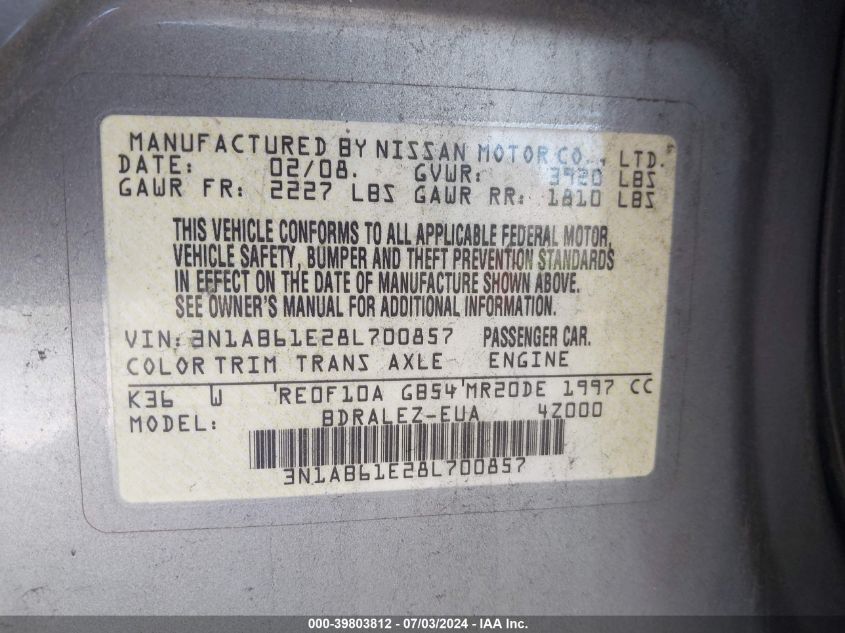 MANUFACTURED BY NISSAN MOTOR CO., LTD.
DATE: 02/08. GVWR: 3920 LBS
GAWR FR: 2227 LBS GAWR RR: 1810 LBS
THIS VEHICLE CONFORMS TO ALL APPLICABLE FEDERAL MOTOR,
VEHICLE SAFETY, BUMPER AND THEFT PREVENTION STANDARDS
IN EFFECT ON THE DATE OF MANUFACTURE SHOWN ABOVE.
SEE OWNER'S MANUAL FOR ADDITIONAL INFORMATION.
VIN: 3N1AB61E28L700857 PASSENGER CAR.
COLOR TRIM TRANS AXLE ENGINE
K36 W RE0F10A GB54 MR20DE 1997 CC
MODEL: BDRALEZ-EUA 4Z000
3N1AB61E28L700857
000-39803812 - 07/03/2024 - IAA Inc.